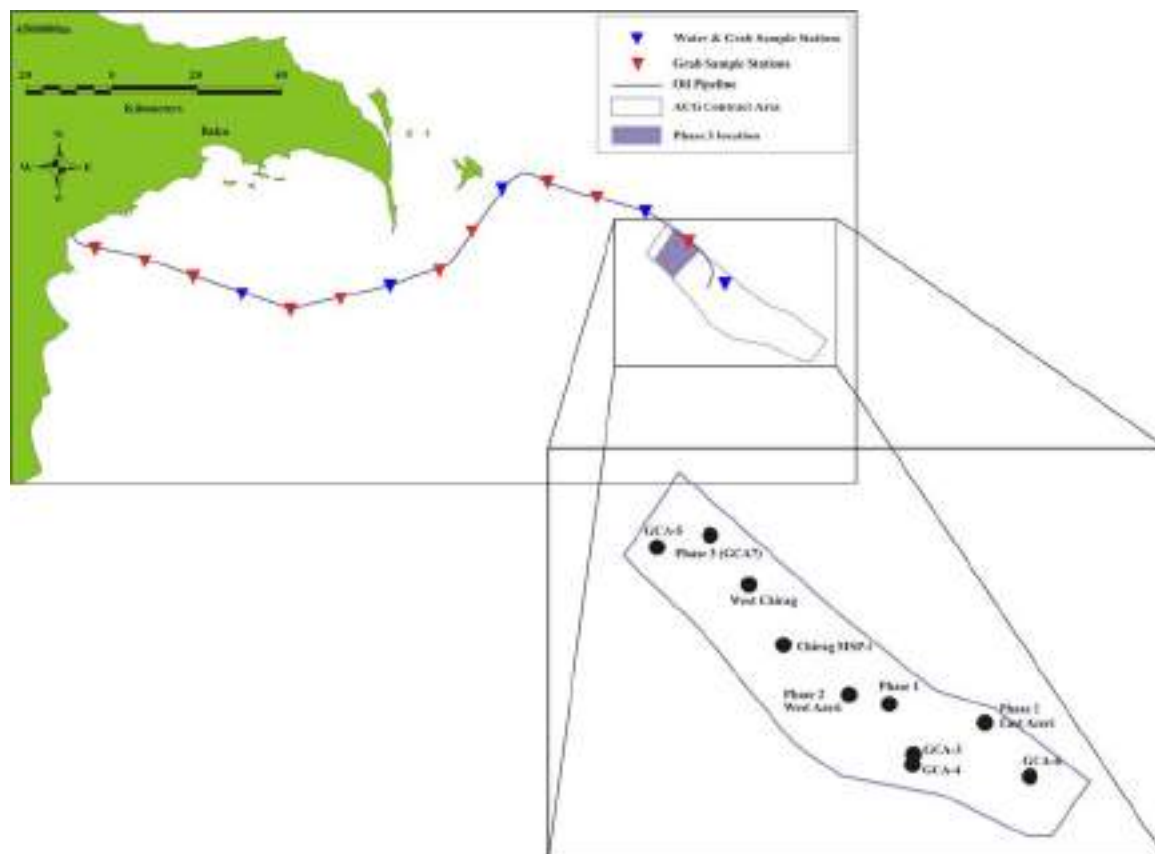 Water & Grab Sample Stations
Grab Sample Stations
Oil Pipeline
ACG Contract Area
Phase 3 location
20 0 20 40
Kilometers
Baku
N
W E
S
GCA-5
Phase 3 (GCA7)
West Chirag
Chirag MSP-1
Phase 2
West Azeri
Phase 1
Phase 2
East Azeri
GCA-3
GCA-4
GCA-6